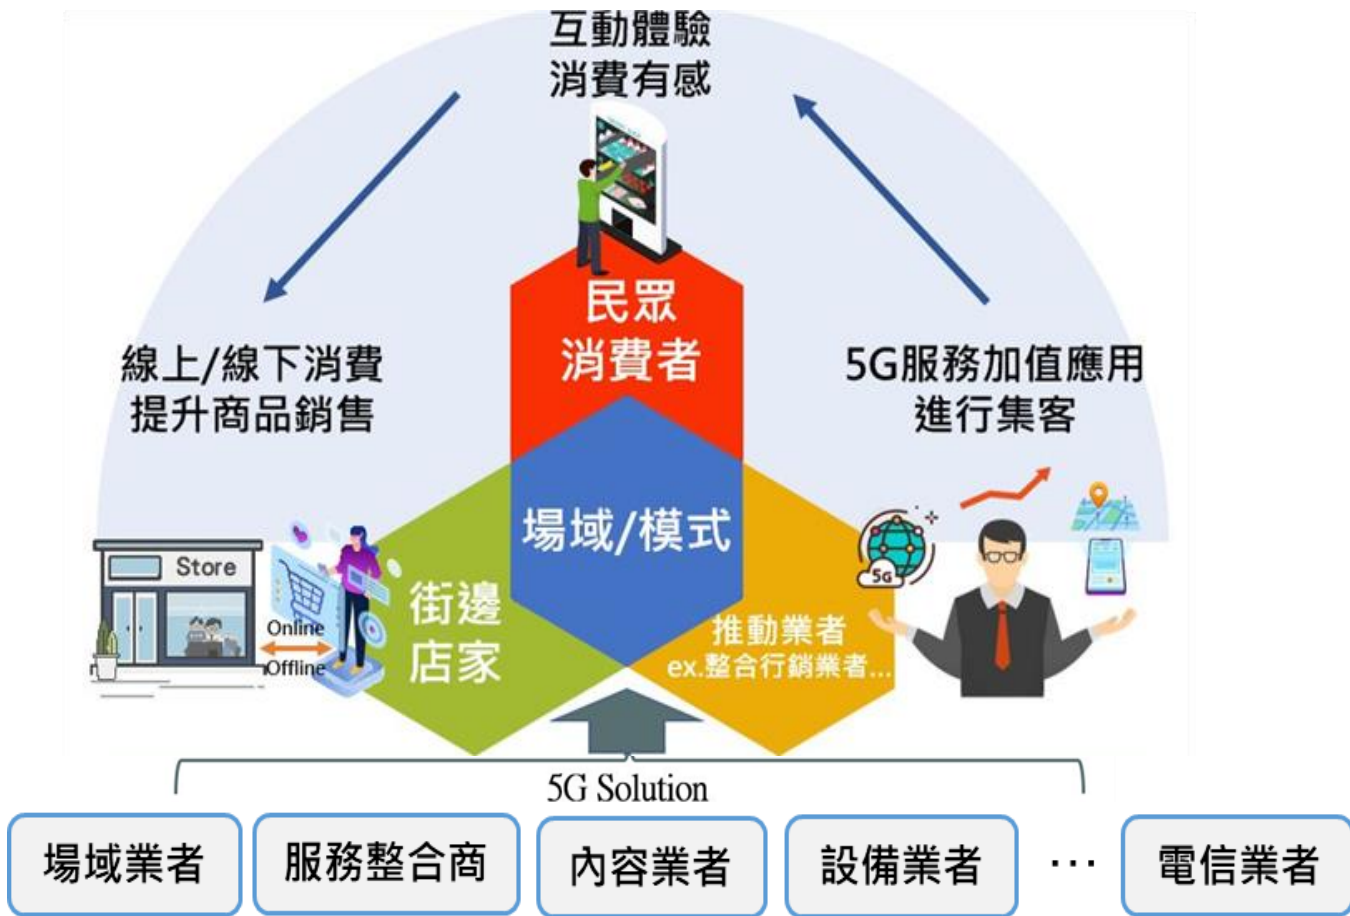 互動體驗
消費有感
民眾
消費者
線上/線下消費
提升商品銷售
5G服務加值應用
進行集客
場域/模式
Store
Online
Offline
街邊
店家
推動業者
ex.整合行銷業者...
5G
5G Solution
場域業者
服務整合商
內容業者
設備業者
…
電信業者